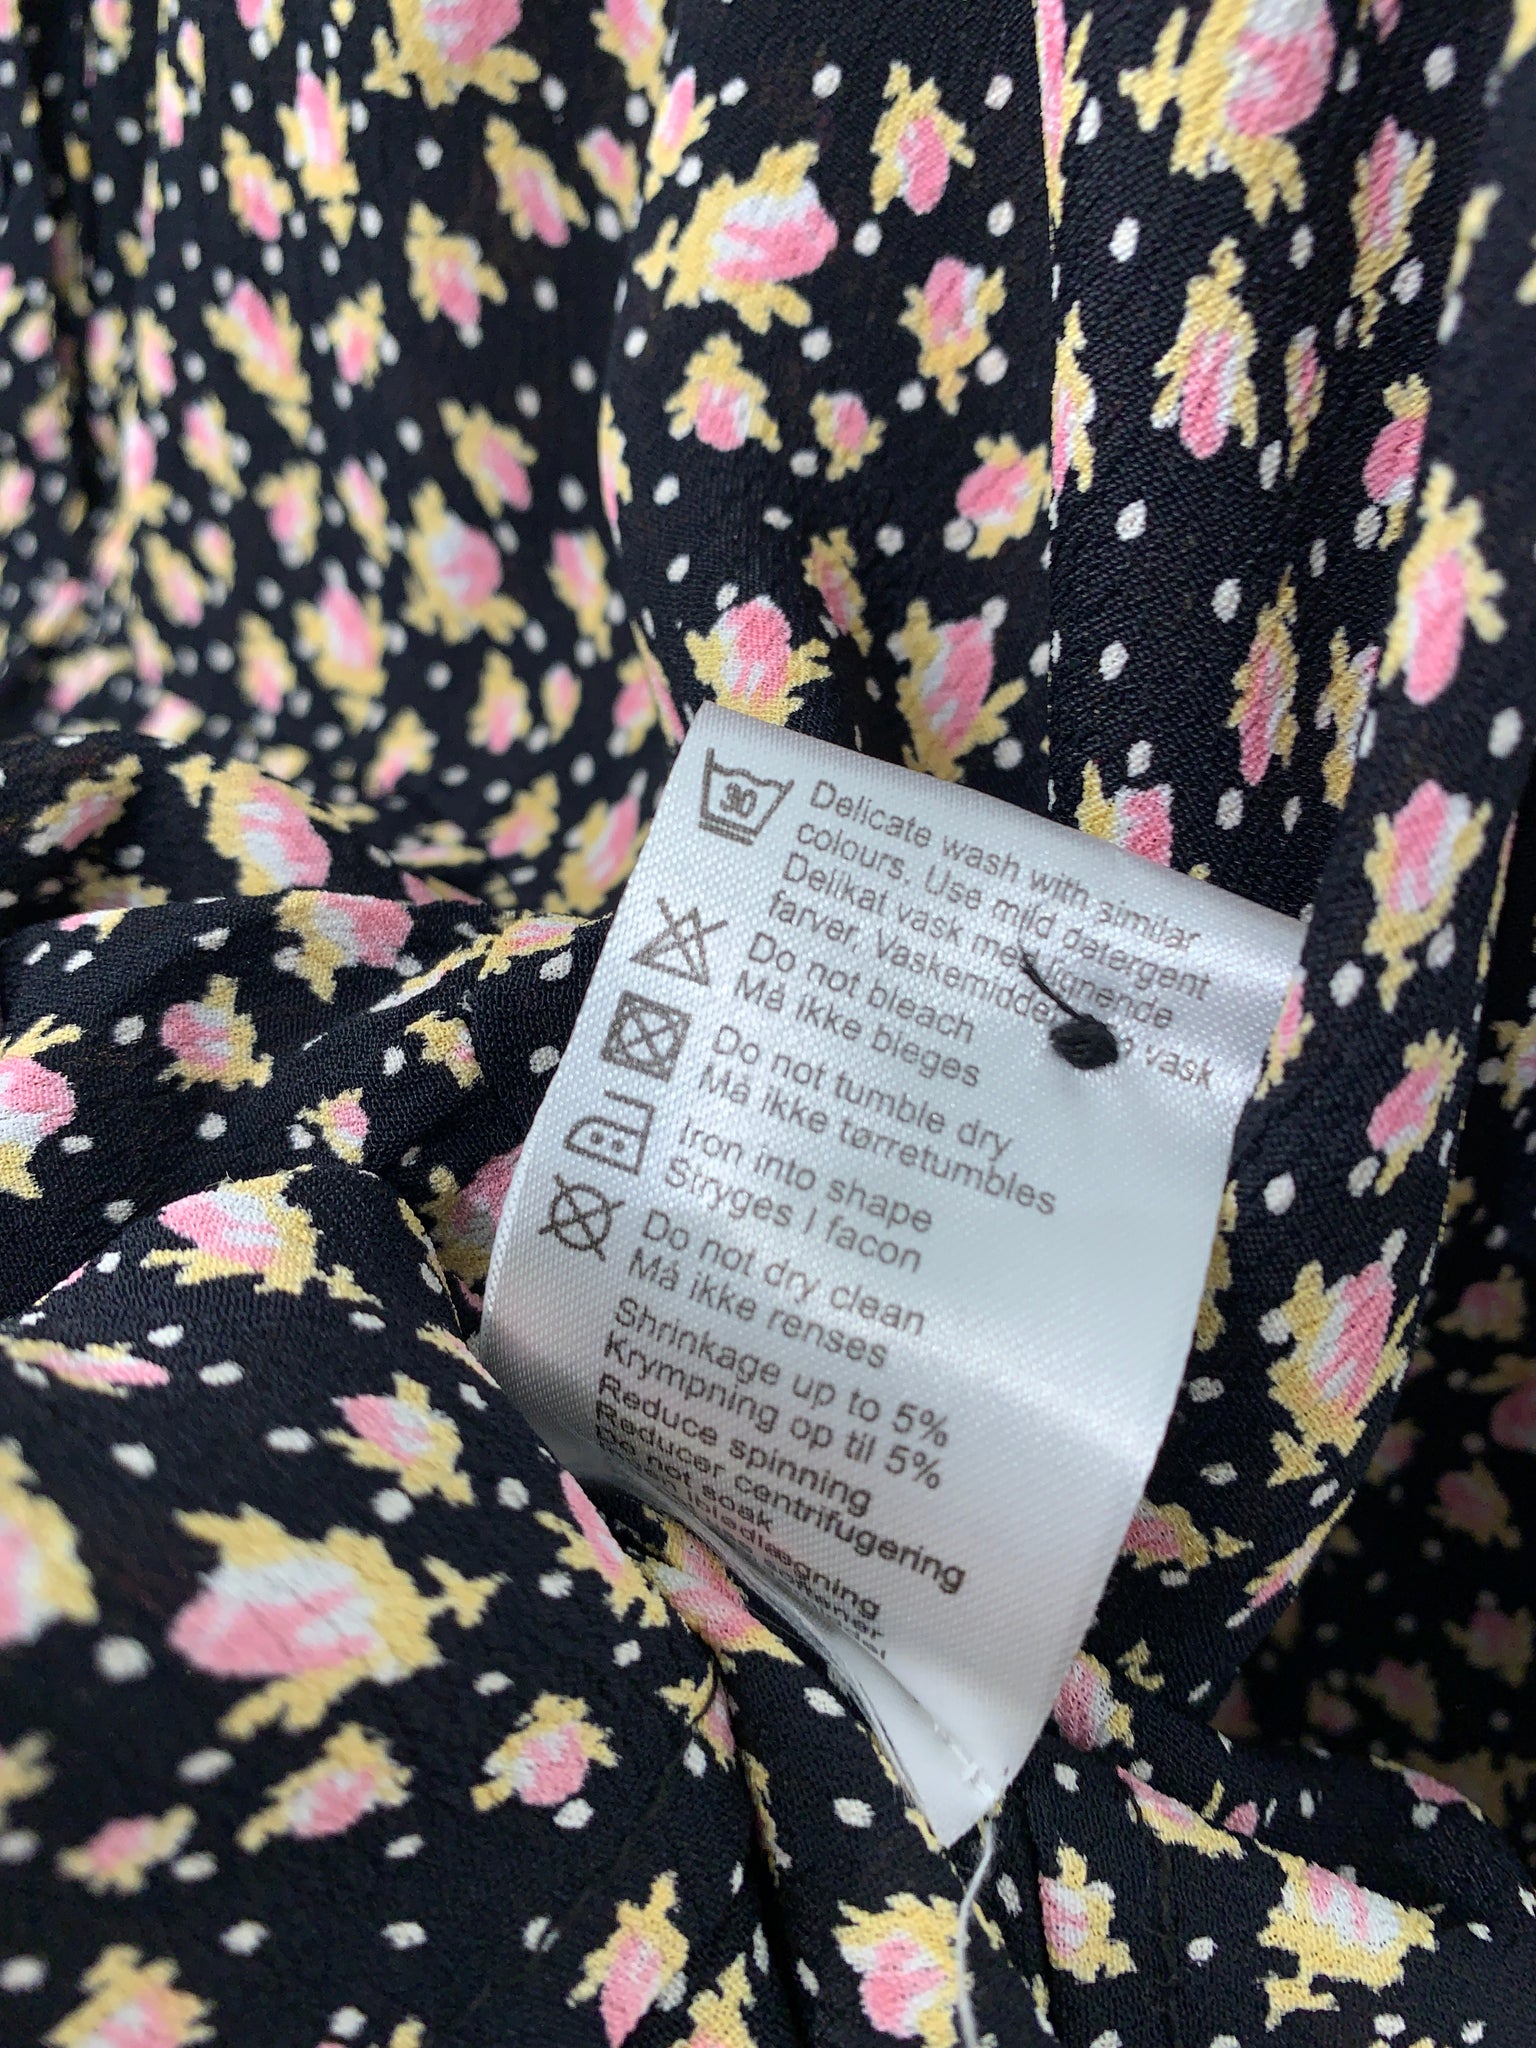 30
Delicate wash with similar
colours. Use mild detergent
Delikat vask med lignende
farver. Vaskemiddel vask
Do not bleach
Må ikke bleges
Do not tumble dry
Må ikke tørretumbles
Iron into shape
Stryges I facon
Do not dry clean
Må ikke renses
Shrinkage up to 5%
Krympning op til 5%
Reduce spinning
Reducer centrifugering
Do not soak